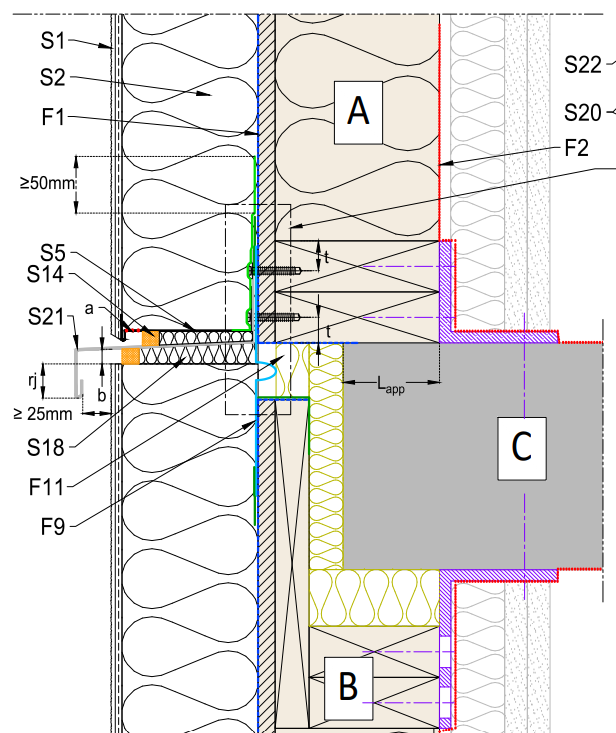 S1
S2
F1
A
S22
S20
F2
≥50mm
t
S5
S14
a
S21
t
rj
b
≥ 25mm
Lapp
S18
C
F11
F9
B